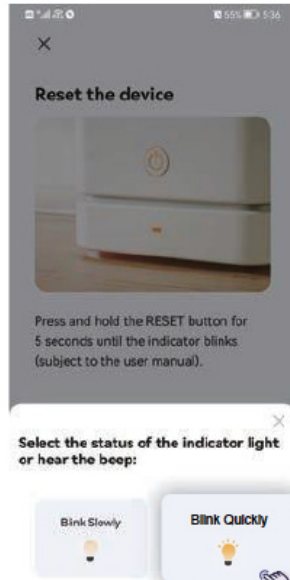 55% 5:36
Reset the device
Press and hold the RESET button for
5 seconds until the indicator blinks
(subject to the user manual).
Select the status of the indicator light
or hear the beep:
Bink Slowly
Blink Quickly